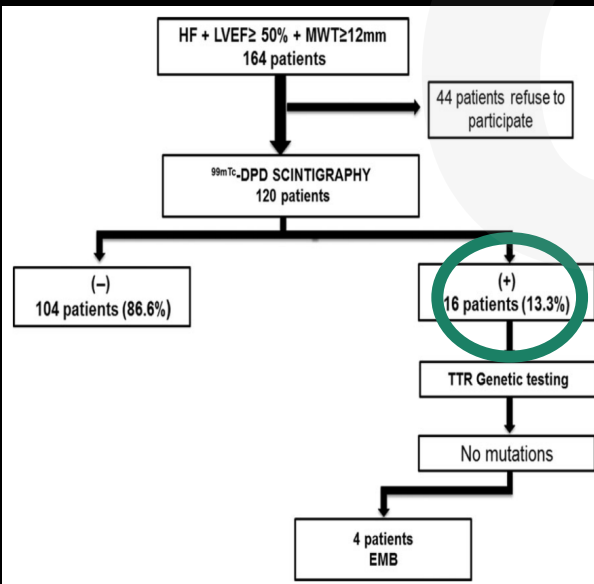 HF + LVEF≥ 50% + MWT≥12mm
164 patients
44 patients refuse to
participate
99mTc-DPD SCINTIGRAPHY
120 patients
(–)
104 patients (86.6%)
(+)
16 patients (13.3%)
TTR Genetic testing
No mutations
4 patients
EMB